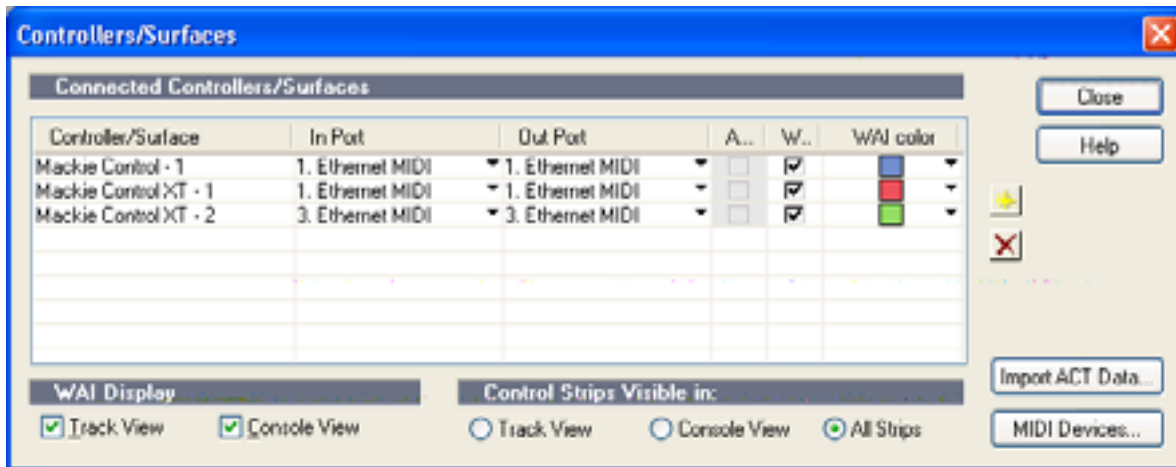 Controllers/Surfaces
Connected Controllers/Surfaces
Close
Controller/Surface In Port Out Port A... W... WAI color
Help
Mackie Control - 1 1. Ethernet MIDI 1. Ethernet MIDI
Mackie Control XT - 1 1. Ethernet MIDI 1. Ethernet MIDI
Mackie Control XT - 2 3. Ethernet MIDI 3. Ethernet MIDI
Import ACT Data...
WAI Display Control Strips Visible in:
Track View Console View Track View Console View All Strips
MIDI Devices...